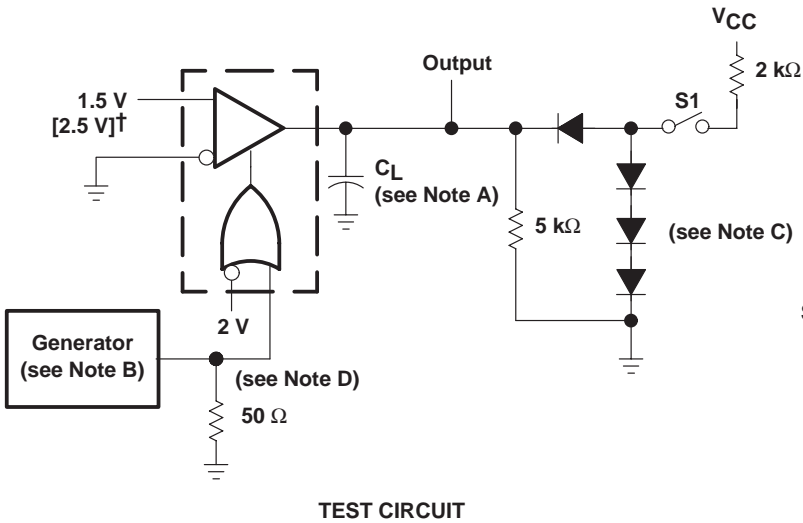 VCC
2 kΩ
Output
S1
1.5 V
[2.5 V]†
CL
(see Note A)
5 kΩ
(see Note C)
2 V
Generator
(see Note B)
(see Note D)
50 Ω
TEST CIRCUIT